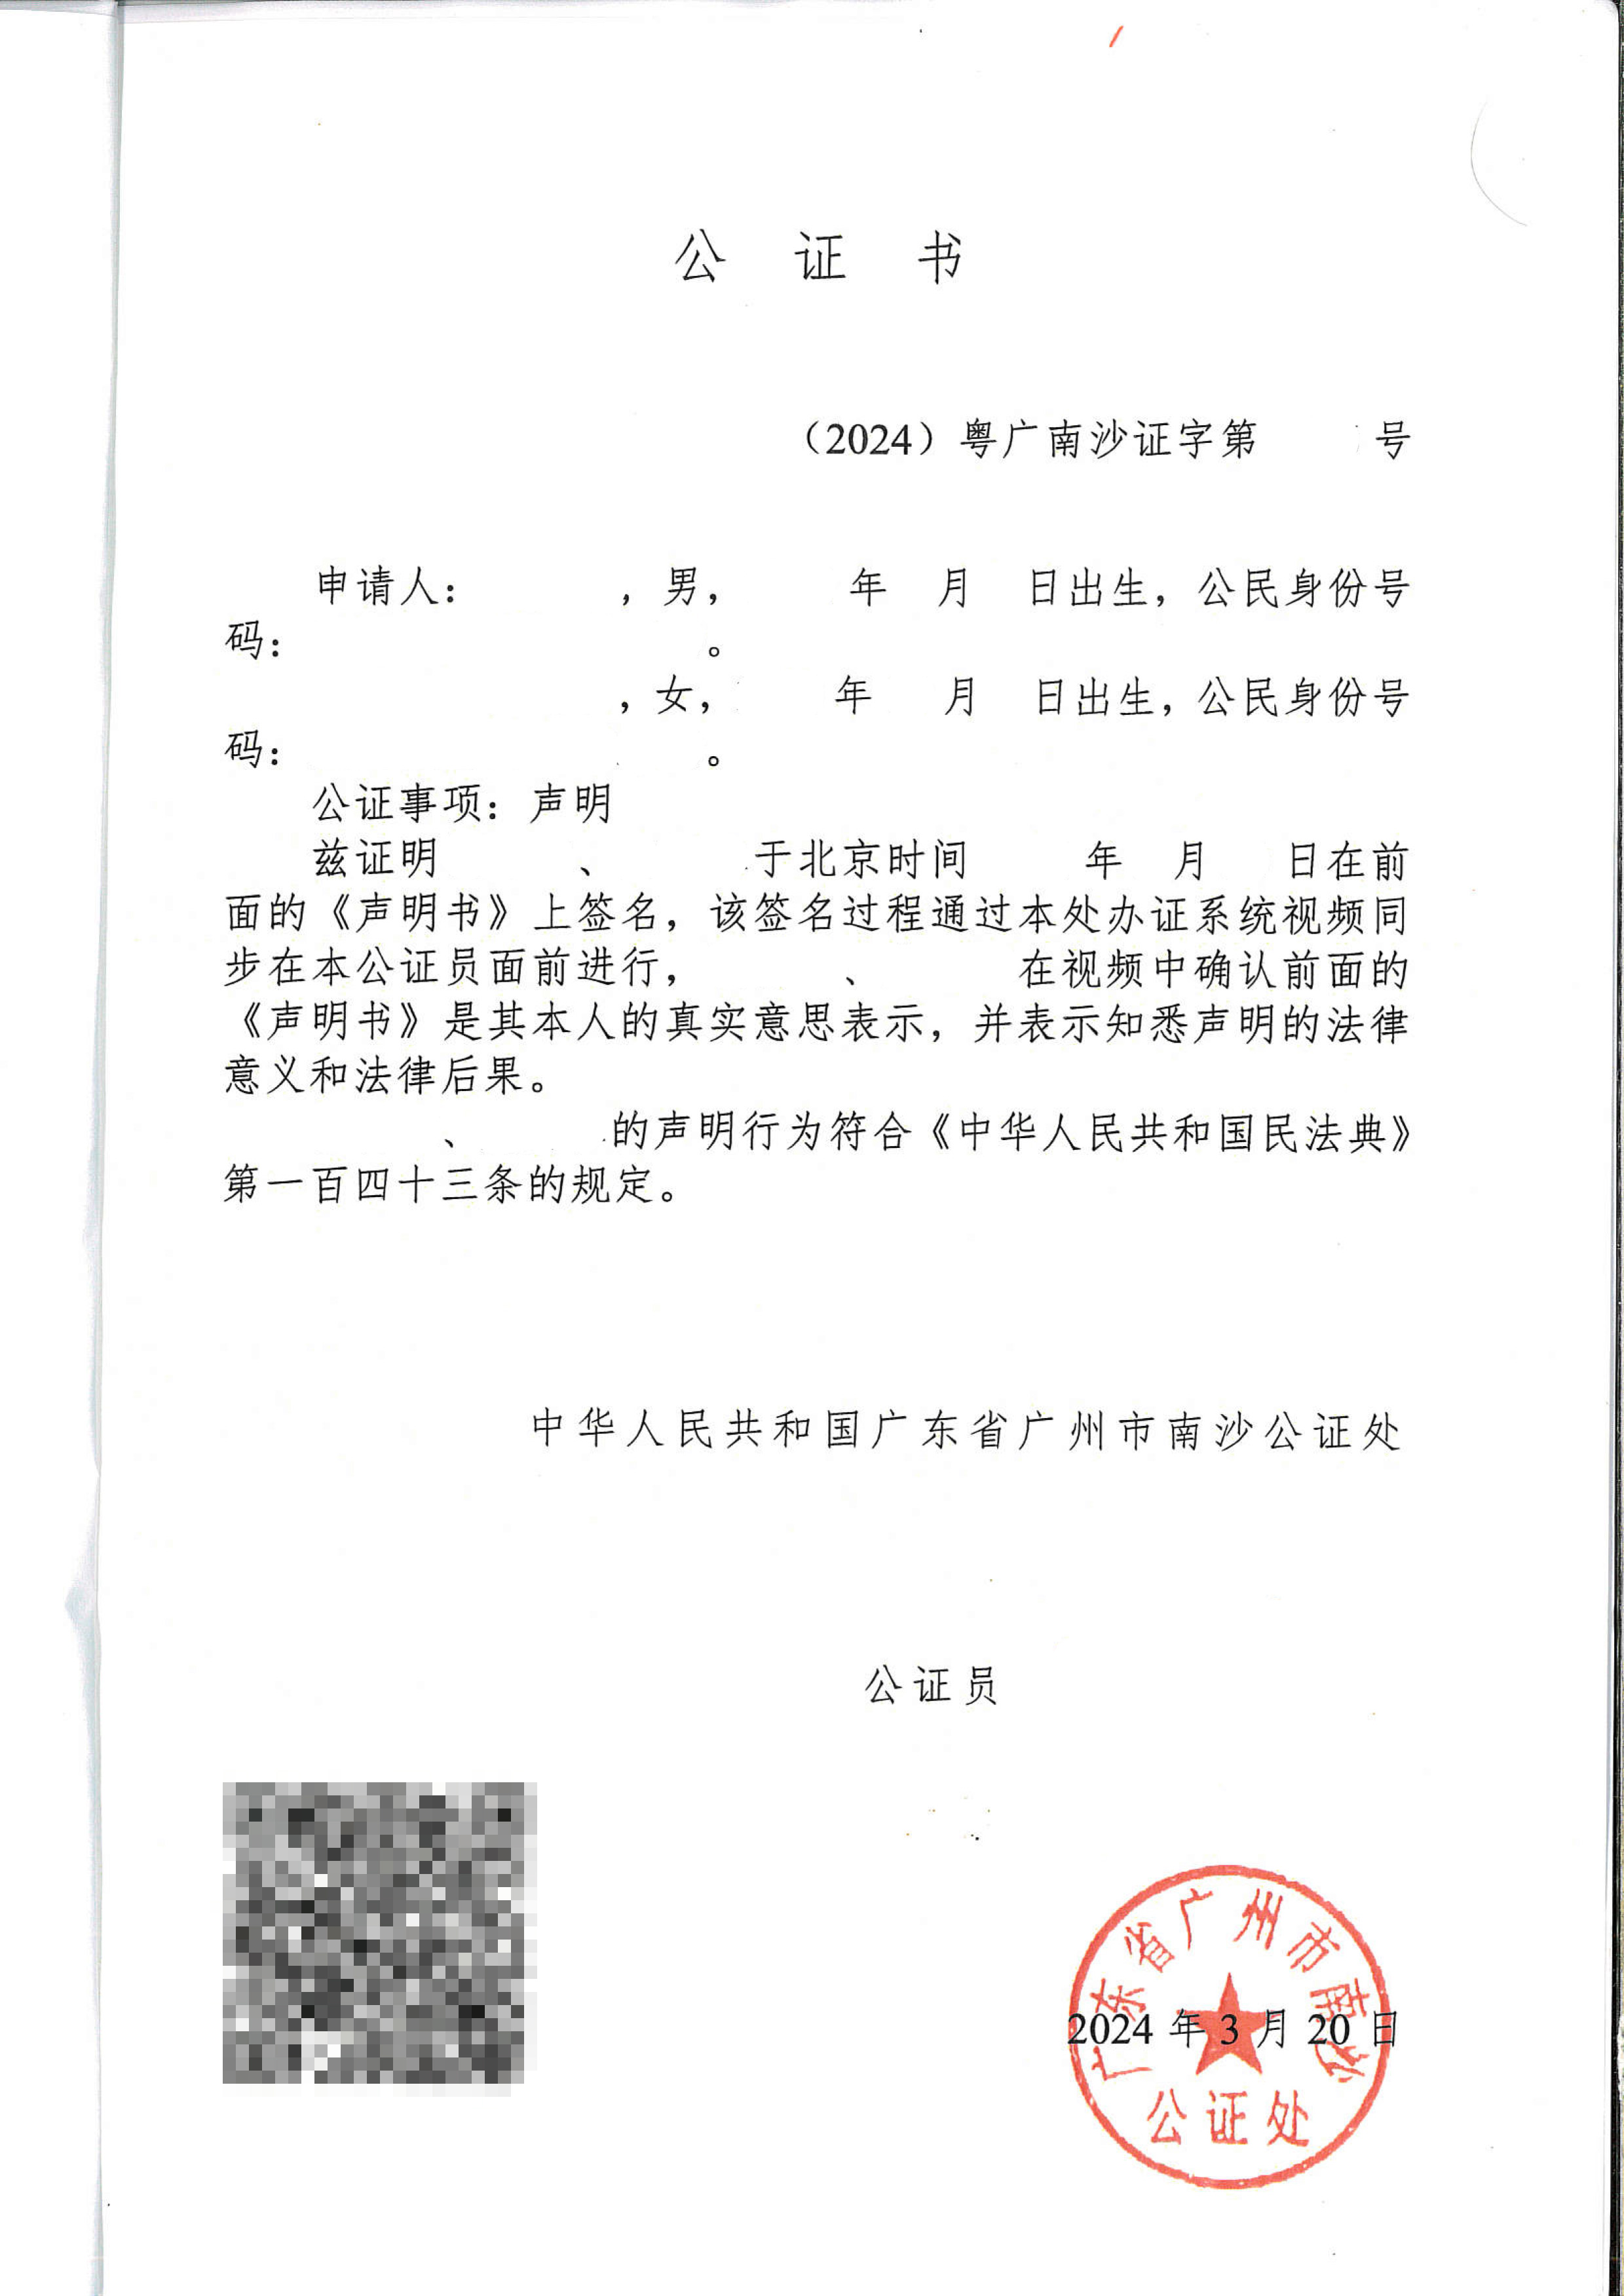 公 证 书
（2024）粤广南沙证字第 号
申请人： ，男， 年 月 日出生，公民身份号
码： 。
，女， 年 月 日出生，公民身份号
码： 。
公证事项：声明
兹证明 、 于北京时间 年 月 日在前
面的《声明书》上签名，该签名过程通过本处办证系统视频同
步在本公证员面前进行， 、 在视频中确认前面的
《声明书》是其本人的真实意思表示，并表示知悉声明的法律
意义和法律后果。
、 的声明行为符合《中华人民共和国民法典》
第一百四十三条的规定。
中华人民共和国广东省广州市南沙公证处
公证员
广东省广州市南沙
2024 年 3 月 20 日
公证处